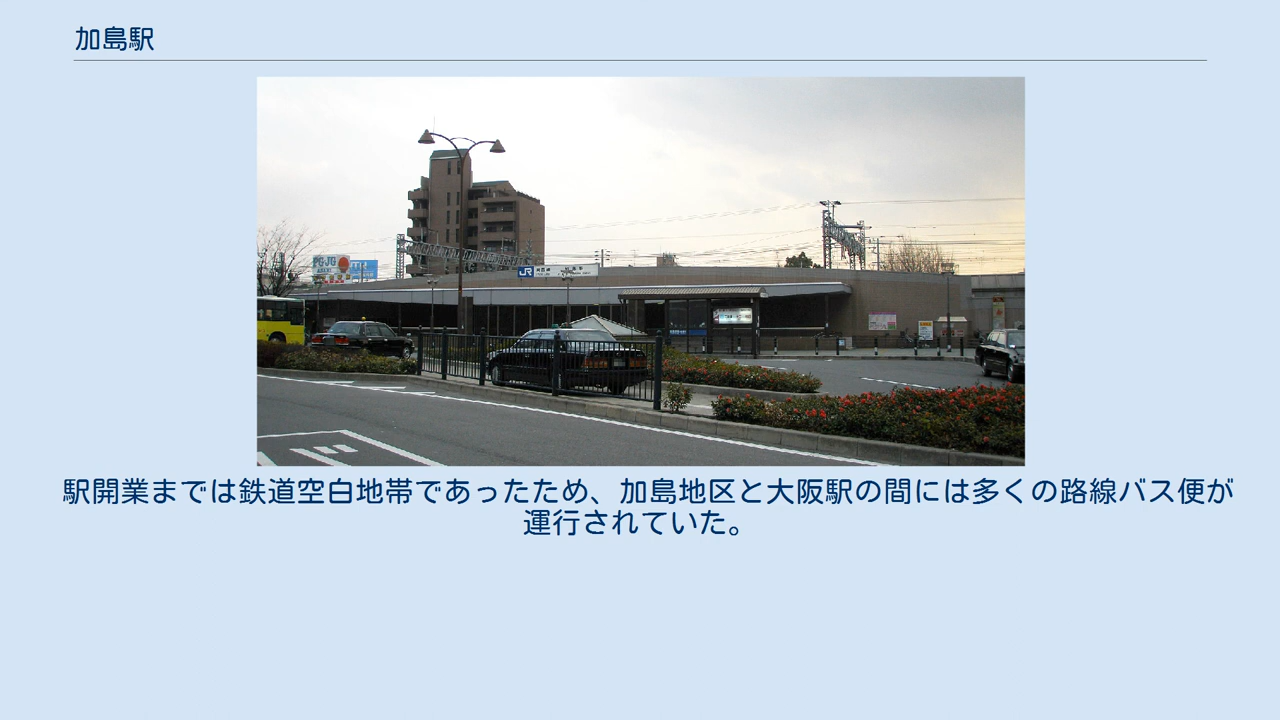 加島駅
JR
駅開業までは鉄道空白地帯であったため、加島地区と大阪駅の間には多くの路線バス便が
運行されていた。